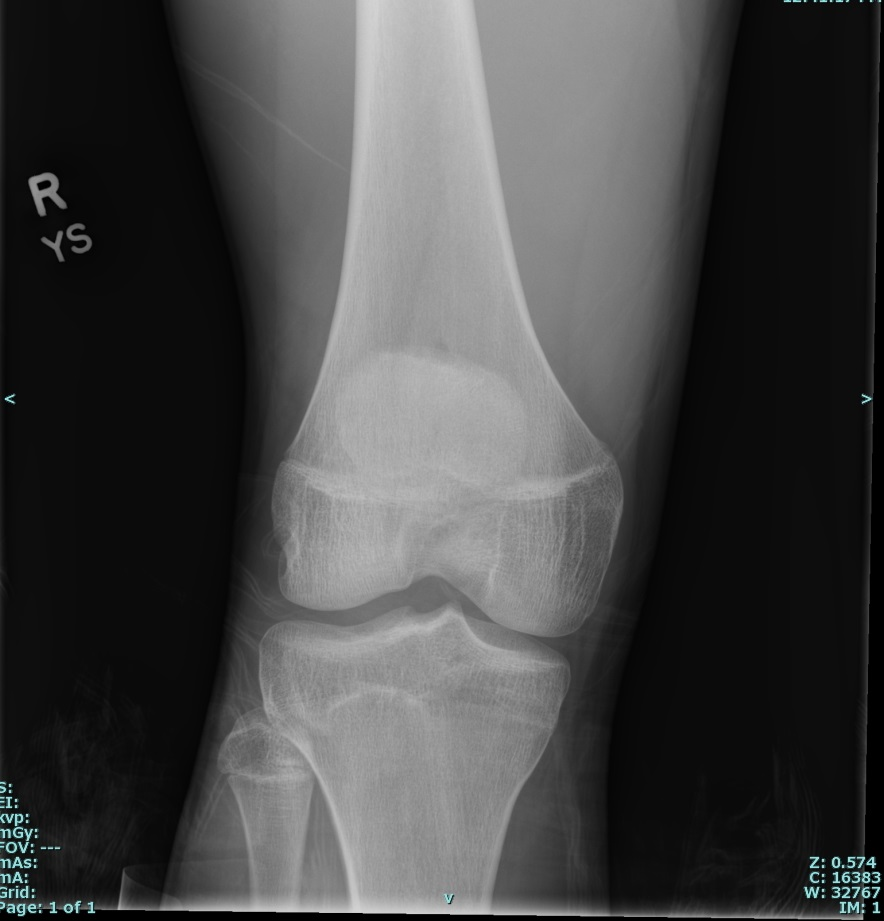 R
YS
<
>
S:
EI:
kvp:
mGy:
FOV: ---
mAs:
mA:
Grid:
Page: 1 of 1
v
Z: 0.574
C: 16383
W: 32767
IM: 1